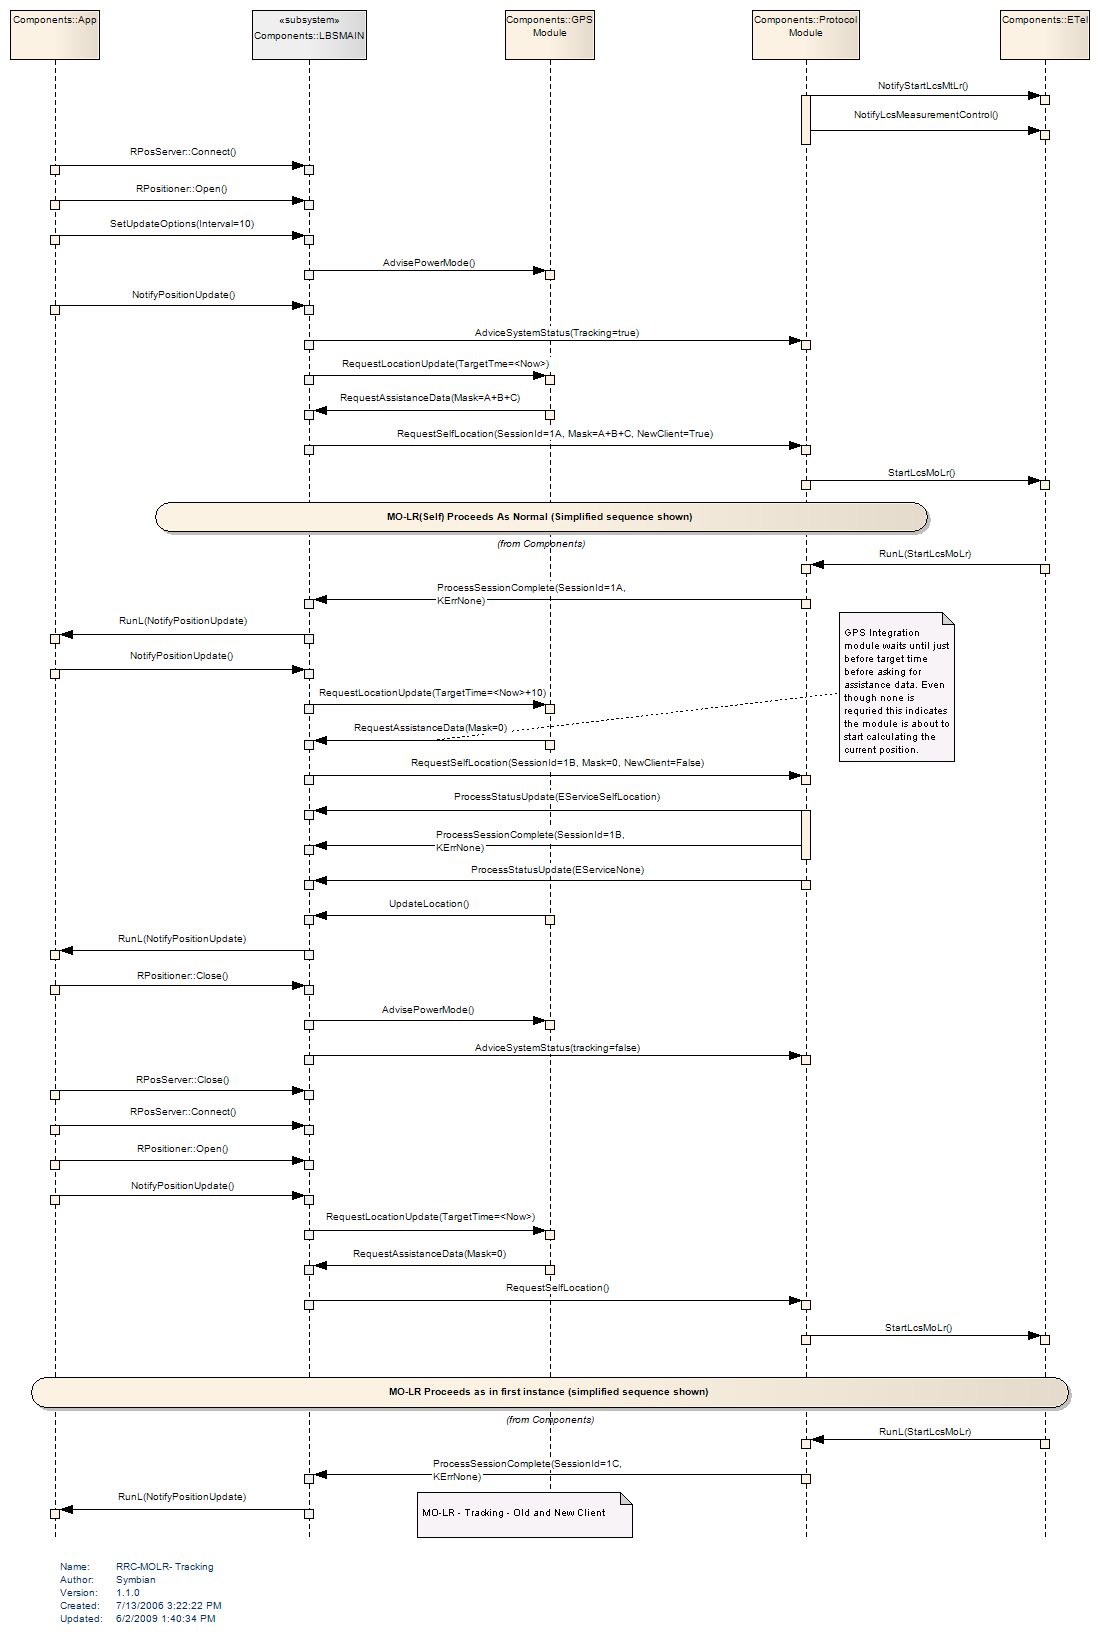 Components::App
«subsystem»
Components::LBSMAIN
Components::GPS
Module
Components::Protocol
Module
Components::ETel
NotifyStartLcsMtLr()
NotifyLcsMeasurementControl()
RPosServer::Connect()
RPositioner::Open()
SetUpdateOptions(Interval=10)
AdvisePowerMode()
NotifyPositionUpdate()
AdviceSystemStatus(Tracking=true)
RequestLocationUpdate(TargetTme=<Now>)
RequestAssistanceData(Mask=A+B+C)
RequestSelfLocation(SessionId=1A, Mask=A+B+C, NewClient=True)
StartLcsMoLr()
MO-LR(Self) Proceeds As Normal (Simplified sequence shown)
(from Components)
RunL(StartLcsMoLr)
ProcessSessionComplete(SessionId=1A,
KErrNone)
RunL(NotifyPositionUpdate)
GPS Integration
module waits until just
before target time
before asking for
assistance data. Even
though none is
requried this indicates
the module is about to
start calculating the
current position.
NotifyPositionUpdate()
RequestLocationUpdate(TargetTime=<Now>+10)
RequestAssistanceData(Mask=0)
RequestSelfLocation(SessionId=1B, Mask=0, NewClient=False)
ProcessStatusUpdate(EServiceSelfLocation)
ProcessSessionComplete(SessionId=1B,
KErrNone)
ProcessStatusUpdate(EServiceNone)
UpdateLocation()
RunL(NotifyPositionUpdate)
RPositioner::Close()
AdvisePowerMode()
AdviceSystemStatus(tracking=false)
RPosServer::Close()
RPosServer::Connect()
RPositioner::Open()
NotifyPositionUpdate()
RequestLocationUpdate(TargetTime=<Now>)
RequestAssistanceData(Mask=0)
RequestSelfLocation()
StartLcsMoLr()
MO-LR Proceeds as in first instance (simplified sequence shown)
(from Components)
RunL(StartLcsMoLr)
ProcessSessionComplete(SessionId=1C,
KErrNone)
RunL(NotifyPositionUpdate)
MO-LR - Tracking - Old and New Client
Name: RRC-MOLR- Tracking
Author: Symbian
Version: 1.1.0
Created: 7/13/2006 3:22:22 PM
Updated: 6/2/2009 1:40:34 PM